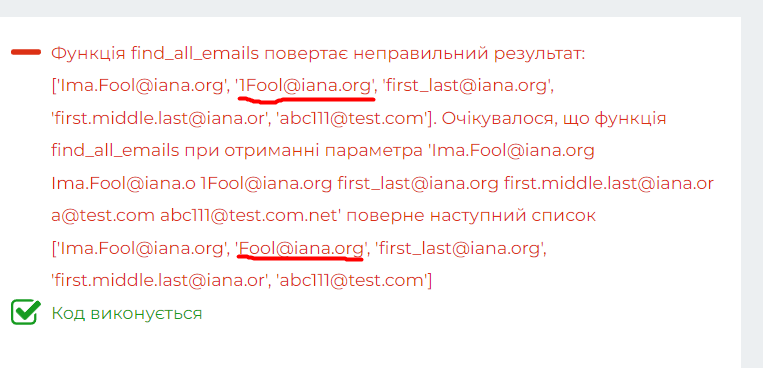 Функція find_all_emails повертає неправильний результат:
['Ima.Fool@iana.org', '1Fool@iana.org', 'first_last@iana.org',
'first.middle.last@iana.or', 'abc111@test.com']. Очікувалося, що функція
find_all_emails при отриманні параметра 'Ima.Fool@iana.org
Ima.Fool@iana.o 1Fool@iana.org first_last@iana.org first.middle.last@iana.or
a@test.com abc111@test.com.net' поверне наступний список
['Ima.Fool@iana.org', 'Fool@iana.org', 'first_last@iana.org',
'first.middle.last@iana.or', 'abc111@test.com']
Код виконується